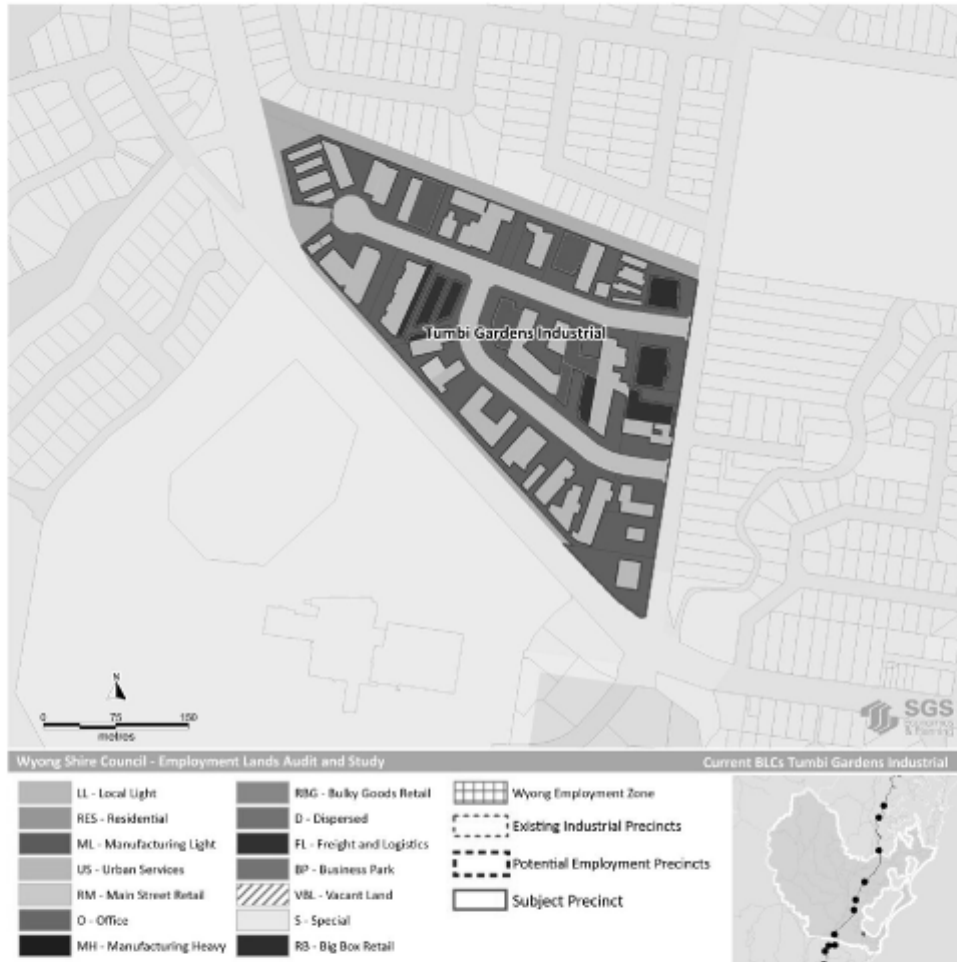 Tumbi Gardens Industrial
N
0 75 150
metres
SGS
Economics
& Planning
Wyong Shire Council - Employment Lands Audit and Study
Current BLCs Tumbi Gardens Industrial
LL - Local Light
RES - Residential
ML - Manufacturing Light
US - Urban Services
RM - Main Street Retail
O - Office
MH - Manufacturing Heavy
RBG - Bulky Goods Retail
D - Dispersed
FL - Freight and Logistics
BP - Business Park
VBL - Vacant Land
S - Special
RB - Big Box Retail
Wyong Employment Zone
Existing Industrial Precincts
Potential Employment Precincts
Subject Precinct